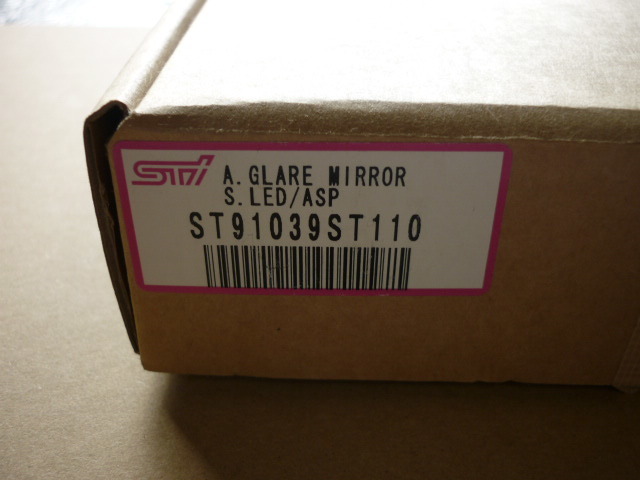 STI A. GLARE MIRROR
S. LED/ASP
ST91039ST110